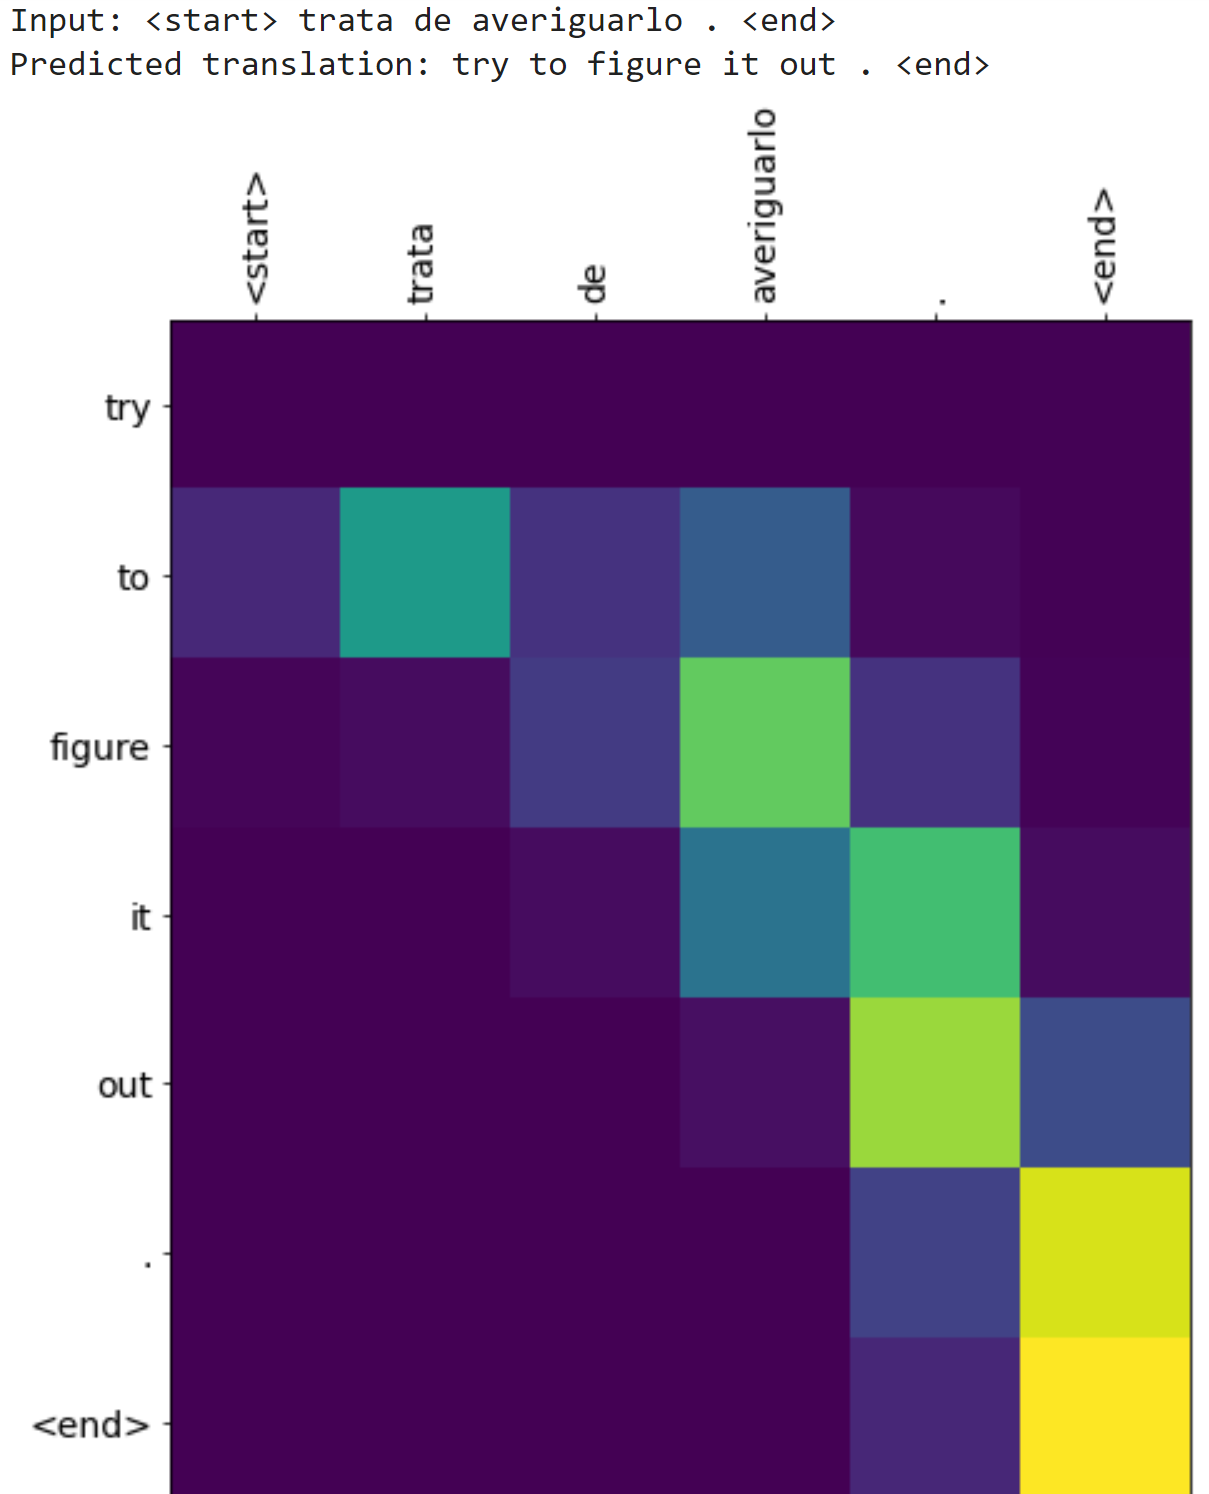 Input: <start> trata de averiguarlo . <end>
Predicted translation: try to figure it out . <end>
<start>
trata
de
averiguarlo
.
<end>
try
to
figure
it
out
.
<end>